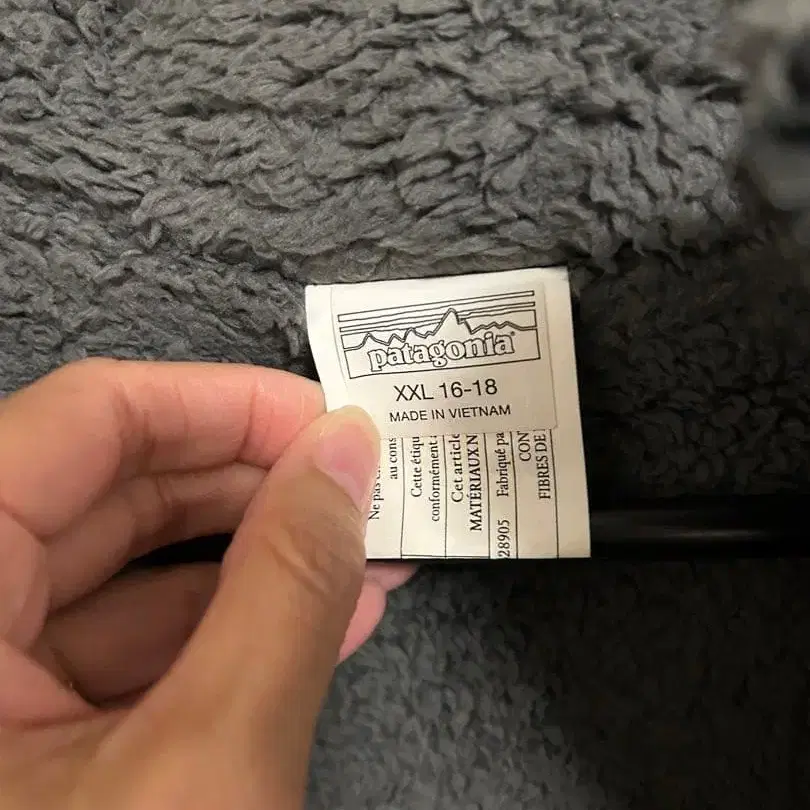 patagonia®
XXL 16-18
MADE IN VIETNAM
Ne pas
au cons
Cette étiqu
conformément
Cet article
MATÉRIAUX N
Fabriqué pa
28905
CON
FIBRES DE